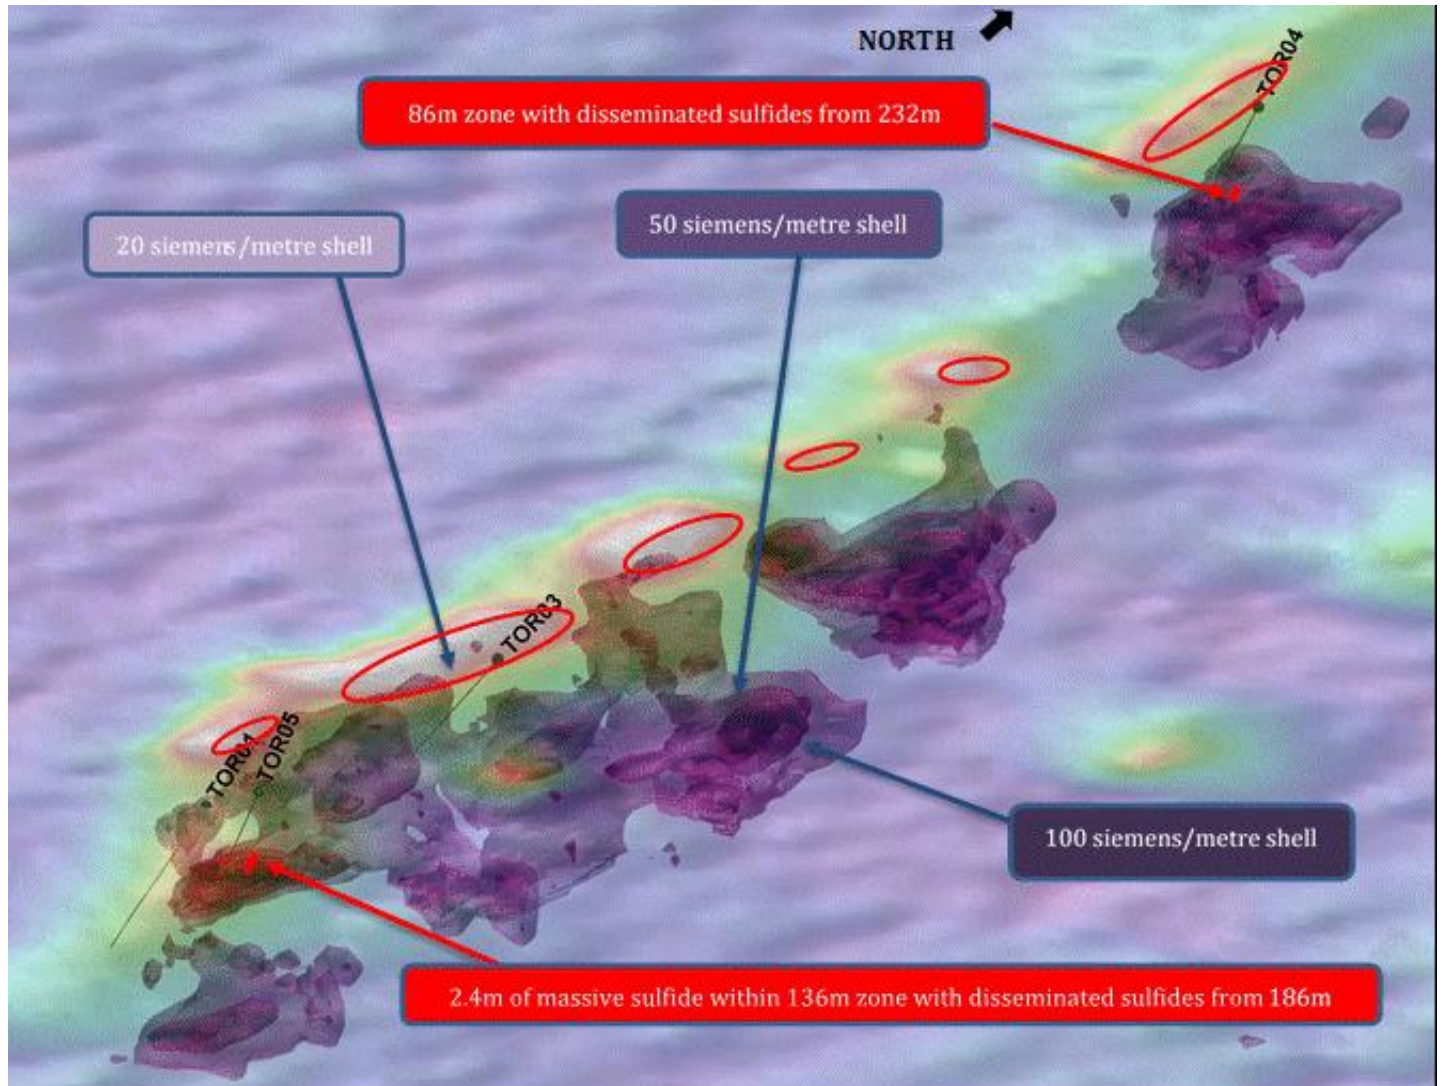 NORTH
TOR04
86m zone with disseminated sulfides from 232m
50 siemens/metre shell
20 siemens/metre shell
TOR03
TOR05
TOR01
100 siemens/metre shell
2.4m of massive sulfide within 136m zone with disseminated sulfides from 186m